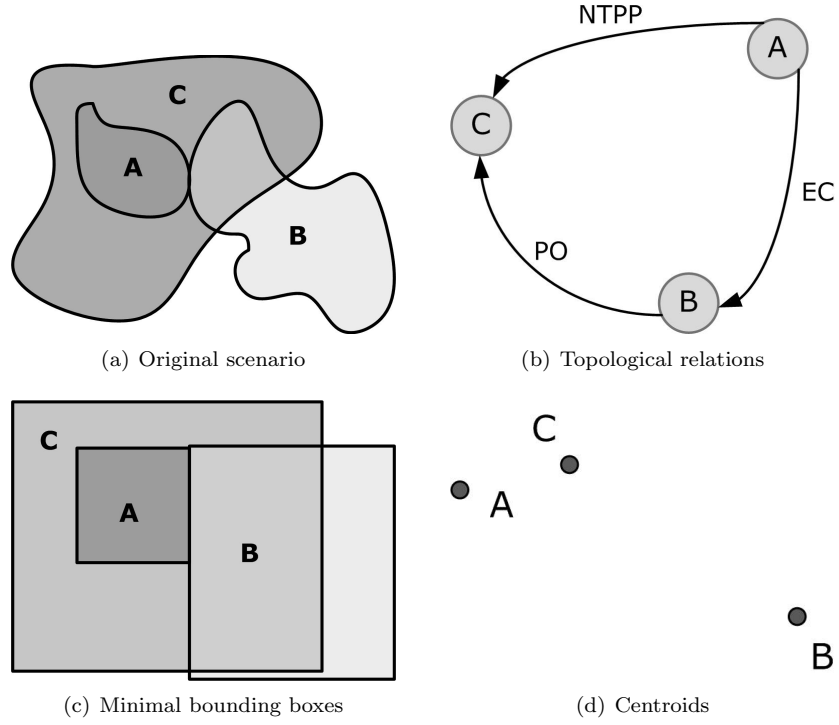 C
A
B
(a) Original scenario
NTPP
A
C
EC
PO
B
(b) Topological relations
C
A
B
(c) Minimal bounding boxes
C
A
B
(d) Centroids